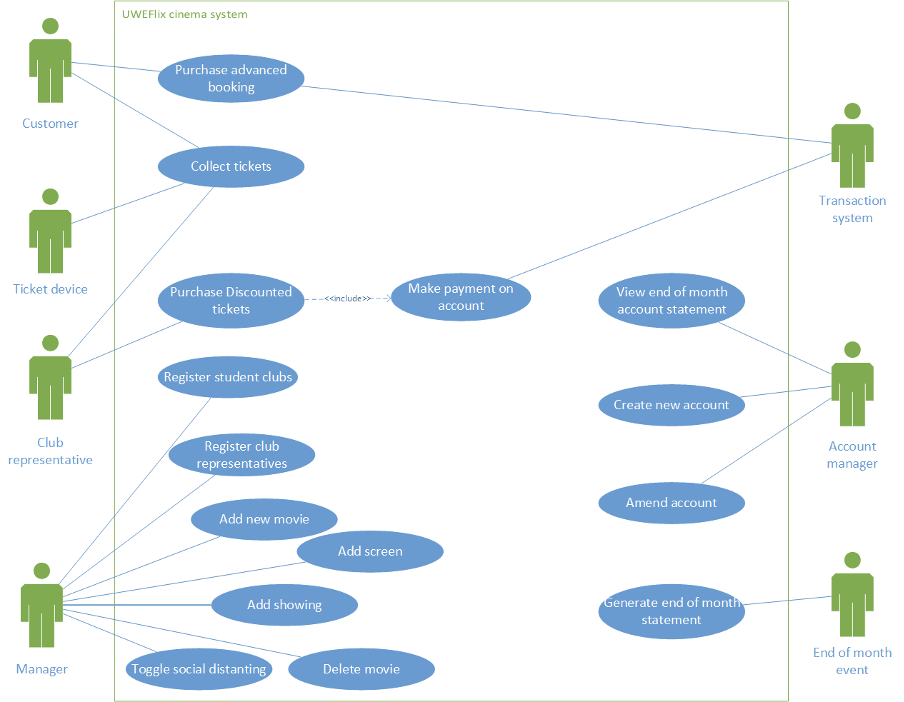 UWEFlix cinema system
Purchase advanced
booking
Customer
Collect tickets
Transaction
system
Ticket device
Purchase Discounted
tickets
<<include>>
Make payment on
account
View end of month
account statement
Register student clubs
Create new account
Club
representative
Register club
representatives
Account
manager
Add new movie
Amend account
Add screen
Add showing
Generate end of month
statement
Manager
Toggle social distanting
Delete movie
End of month
event